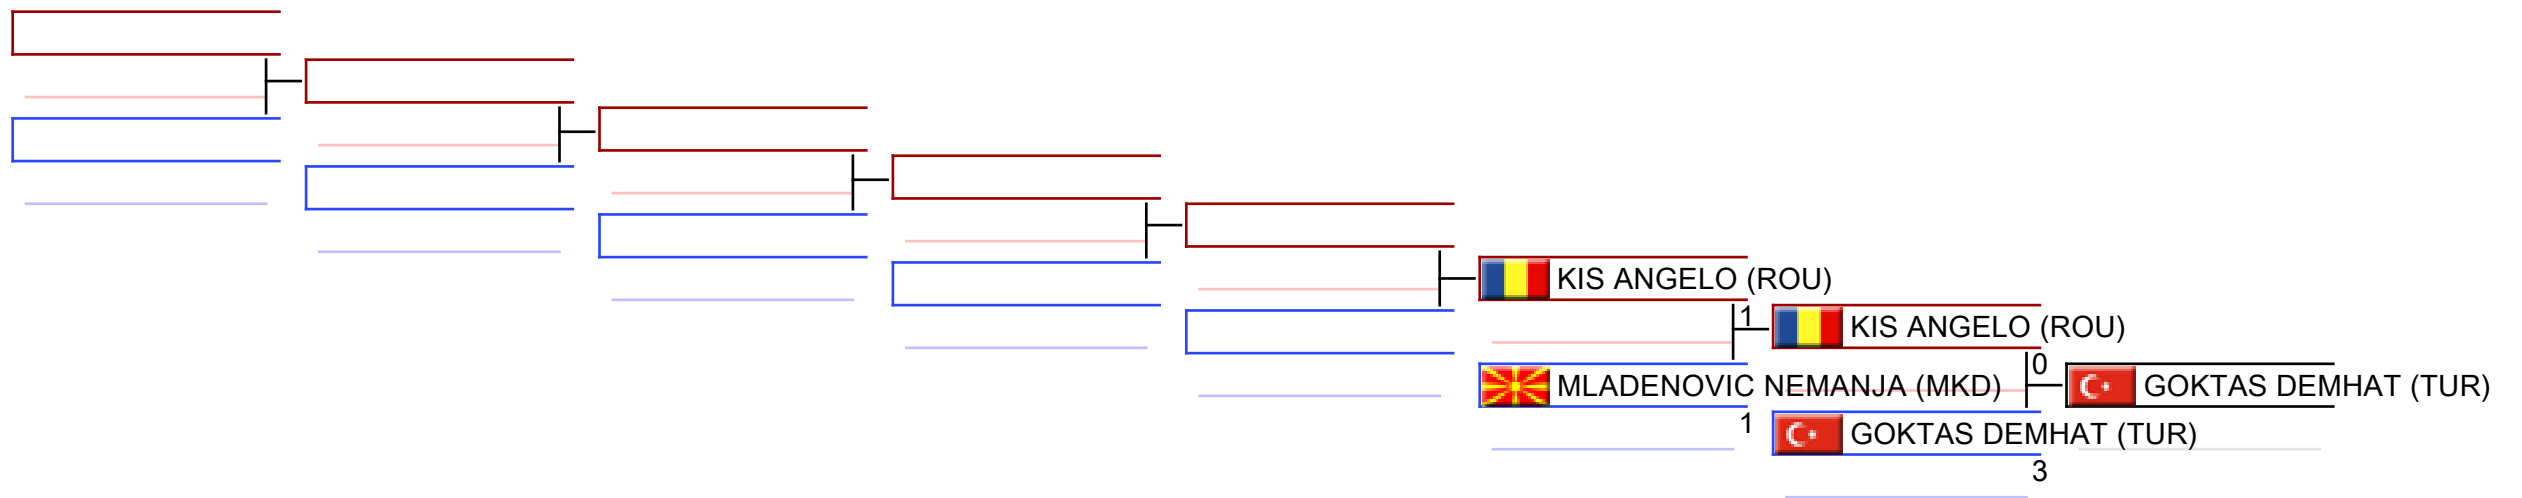 KIS ANGELO (ROU)
1
KIS ANGELO (ROU)
0
MLADENOVIC NEMANJA (MKD)
GOKTAS DEMHAT (TUR)
1
GOKTAS DEMHAT (TUR)
3